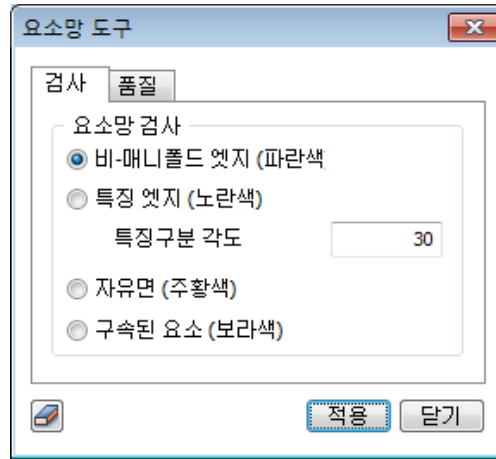 요소망 도구
검사 품질
요소망 검사
비-매니폴드 엣지 (파란색
특징 엣지 (노란색)
특징구분 각도 30
자유면 (주황색)
구속된 요소 (보라색)
적용 닫기